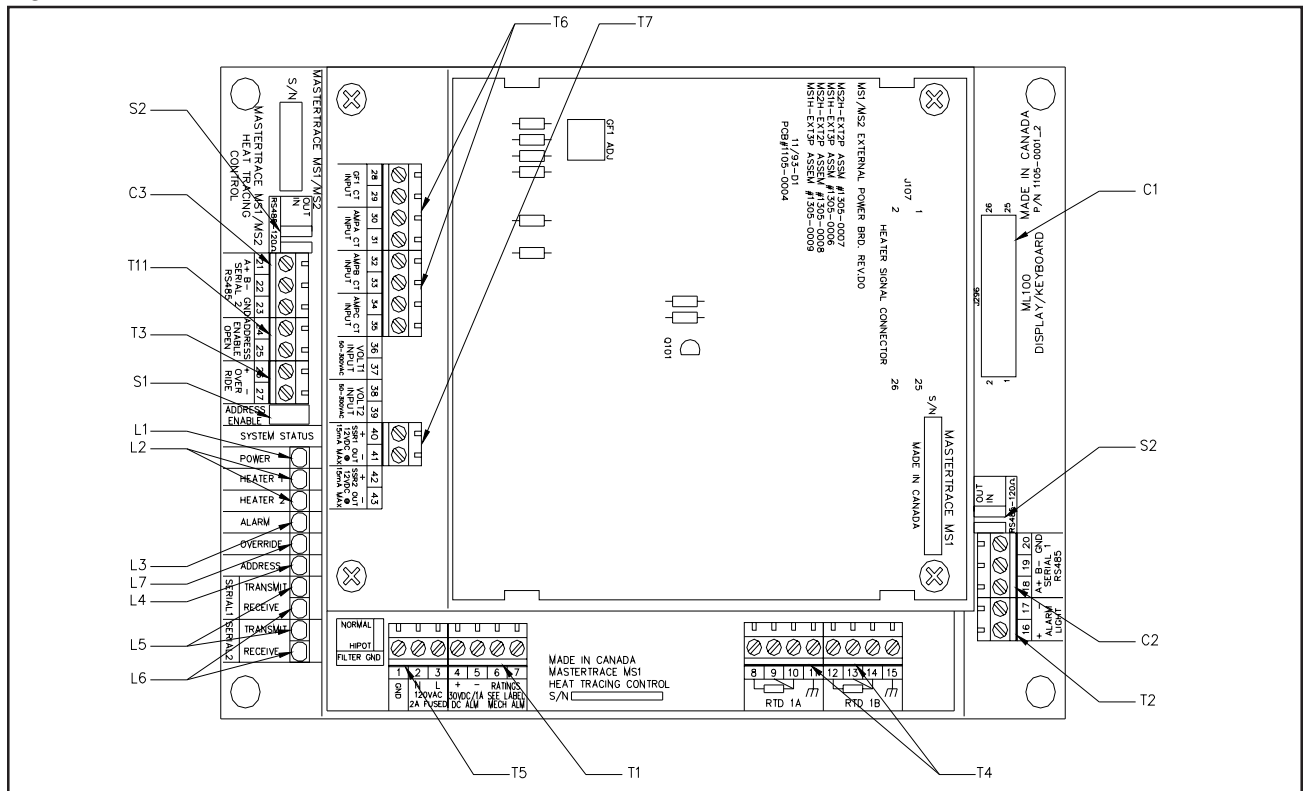 T6
T7
S2
C3
T11
T3
S1
L1
L2
L3
L7
L4
L5
L6
C1
S2
C2
T2
T5
T1
T4
MASTERTRACE MS1/MS2
S/N
MASTERTRACE MS1/MS2
HEAT TRACING
CONTROL
OUT
IN
RS485-120Ω
21
22
23
24
25
26
27
A+ B- GND
SERIAL 2
RS485
ADDRESS
ENABLE
OPEN
+ -
OVER
RIDE
ADDRESS
ENABLE
SYSTEM STATUS
POWER
HEATER 1
HEATER 2
ALARM
OVERRIDE
ADDRESS
SERIAL1
TRANSMIT
RECEIVE
SERIAL2
TRANSMIT
RECEIVE
28
29
30
31
32
33
34
35
36
37
38
39
40
41
42
43
GF1 CT
INPUT
AMPA CT
INPUT
AMPB CT
INPUT
AMPC CT
INPUT
VOLT1
INPUT
50-300VAC
VOLT2
INPUT
50-300VAC
+ -
SSR1 OUT
12VDC @
15mA MAX
+ -
SSR2 OUT
12VDC @
15mA MAX
GF1 ADJ
MS1/MS2 EXTERNAL POWER BRD. REV.D0
MS2H-EXT2P ASSM #1305-0007
MS1H-EXT3P ASSM #1305-0006
MS2H-EXT2P ASSEM #1305-0008
MS1H-EXT3P ASSEM #1305-0009
11/93-D1
PCB#1105-0004
J107
1
2
HEATER SIGNAL CONNECTOR
25
26
Q101
S/N
MASTERTRACE MS1
MADE IN CANADA
MADE IN CANADA
P/N 1105-0001_2
26
25
2
1
ML100
DISPLAY/KEYBOARD
OUT
IN
RS485-120Ω
20
19
18
17
16
A+ B- GND
SERIAL 1
RS485
+ -
ALARM
LIGHT
NORMAL
HIPOT
FILTER GND
1 2 3 4 5 6 7
GND
N L
120VAC
2A FUSED
+ -
30VDC/1A
DC ALM
RATINGS
SEE LABEL
MECH ALM
MADE IN CANADA
MASTERTRACE MS1
HEAT TRACING CONTROL
S/N
8 9 10 11 12 13 14 15
RTD 1A
RTD 1B